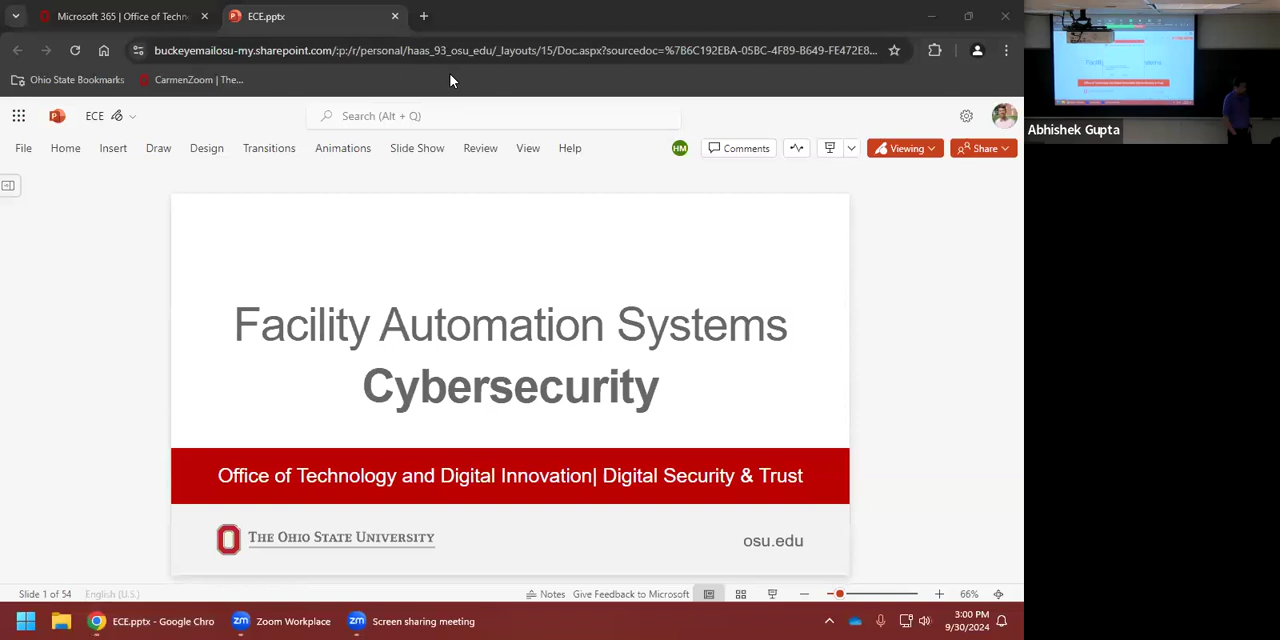 Microsoft 365 | Office of Techn
ECE.pptx
buckeyemailosu-my.sharepoint.com/:p:/r/personal/haas_93_osu_edu/_layouts/15/Doc.aspx?sourcedoc=%7B6C192EBA-05BC-4F89-B649-FE472E8...
Ohio State Bookmarks
CarmenZoom | The...
ECE
Search (Alt + Q)
File Home Insert Draw Design Transitions Animations Slide Show Review View Help
HM Comments Viewing Share
Facility Automation Systems
Cybersecurity
Office of Technology and Digital Innovation| Digital Security & Trust
THE OHIO STATE UNIVERSITY
osu.edu
Slide 1 of 54 English (U.S.) Notes Give Feedback to Microsoft 66%
ECE.pptx - Google Chro
zm Zoom Workplace
zm Screen sharing meeting
3:00 PM
9/30/2024
Abhishek Gupta